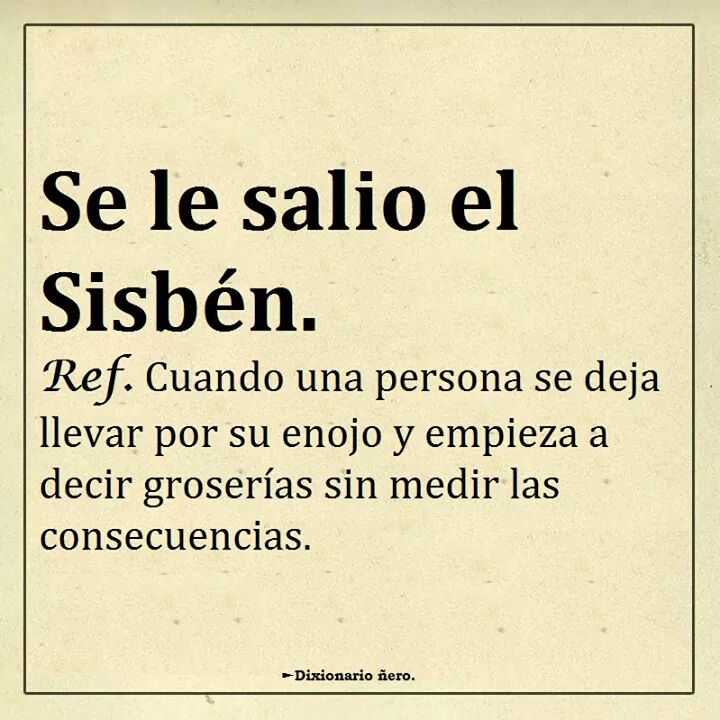 Se le salio el
Sisbén.
Ref. Cuando una persona se deja
llevar por su enojo y empieza a
decir groserías sin medir las
consecuencias.
►Dixionario ñero.